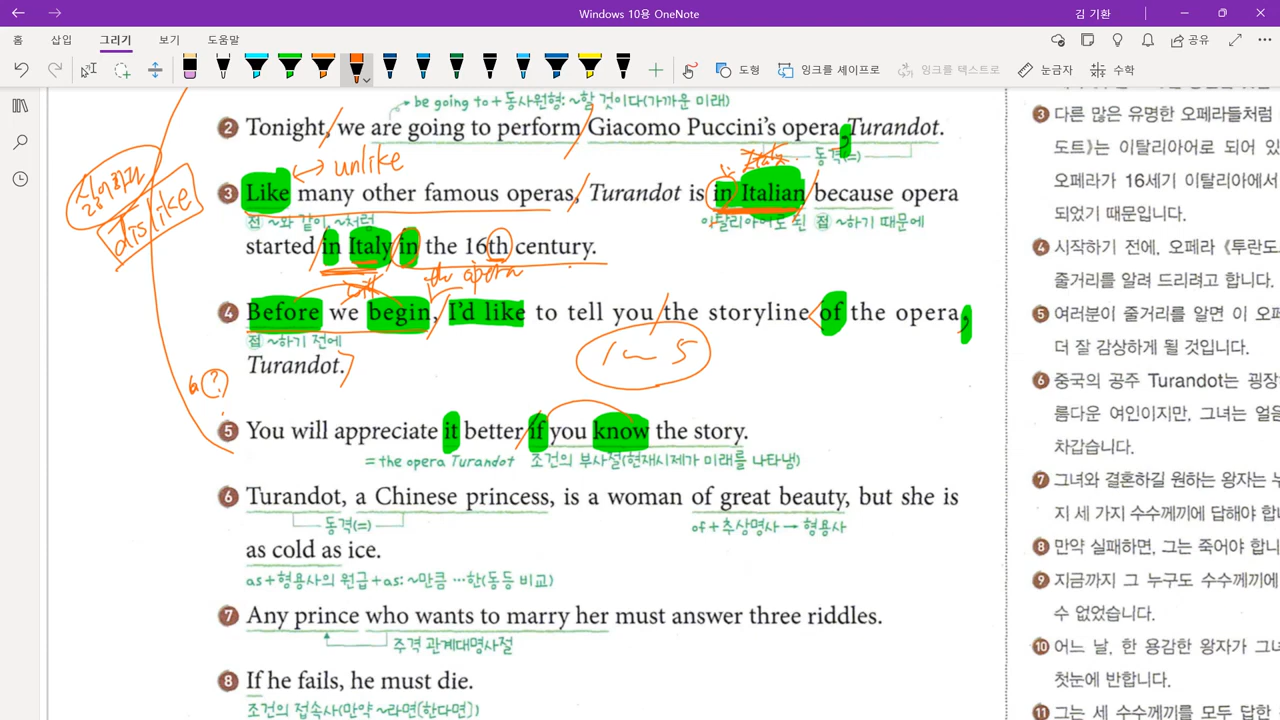 Windows 10용 OneNote
김 기환
홈 삽입 그리기 보기 도움말
공유
도형 잉크를 셰이프로 잉크를 텍스트로 눈금자 수학
be going to + 동사원형: ~할 것이다(가까운 미래)
2 Tonight, we are going to perform Giacomo Puccini's opera, Turandot.
동격(=)
unlike
3 Like many other famous operas, Turandot is in Italian because opera
전 ~와 같이, ~처럼 이탈리아어로 된 접 ~하기 때문에
싫어하다
dislike
started in Italy in the 16th century.
the opera
4 Before we begin, I'd like to tell you the storyline of the opera,
접 ~하기 전에
1 ~ 5
Turandot.
?
5 You will appreciate it better if you know the story.
= the opera Turandot 조건의 부사절(현재시제가 미래를 나타냄)
6 Turandot, a Chinese princess, is a woman of great beauty, but she is
동격(=) of + 추상명사 → 형용사
as cold as ice.
as + 형용사의 원급 + as: ~만큼 …한(동등 비교)
7 Any prince who wants to marry her must answer three riddles.
주격 관계대명사절
8 If he fails, he must die.
조건의 접속사(만약 ~라면[한다면])
3 다른 많은 유명한 오페라들처럼
도트》는 이탈리아어로 되어 있
오페라가 16세기 이탈리아에서
되었기 때문입니다.
4 시작하기 전에, 오페라 《투란도
줄거리를 알려 드리려고 합니다.
5 여러분이 줄거리를 알면 이 오페
더 잘 감상하게 될 것입니다.
6 중국의 공주 Turandot는 굉장
름다운 여인이지만, 그녀는 얼음
차갑습니다.
7 그녀와 결혼하길 원하는 왕자는 누
지 세 가지 수수께끼에 답해야 합
8 만약 실패하면, 그는 죽어야 합니
9 지금까지 그 누구도 수수께끼에
수 없었습니다.
10 어느 날, 한 용감한 왕자가 그녀
첫눈에 반합니다.
11 그는 세 수수께끼를 모두 답한